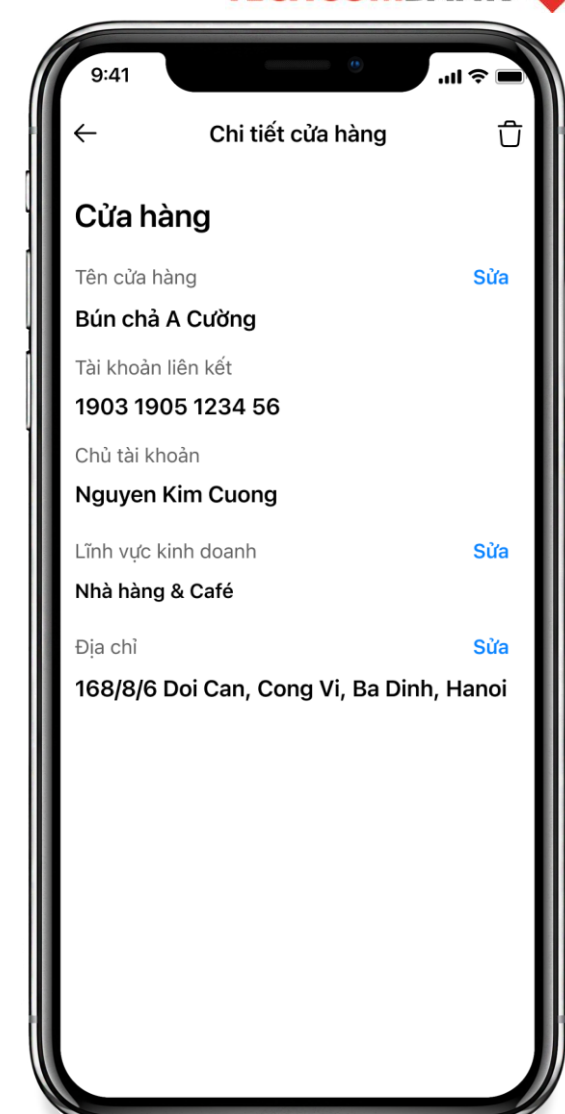 9:41
Chi tiết cửa hàng
Cửa hàng
Tên cửa hàng
Sửa
Bún chả A Cường
Tài khoản liên kết
1903 1905 1234 56
Chủ tài khoản
Nguyen Kim Cuong
Lĩnh vực kinh doanh
Sửa
Nhà hàng & Café
Địa chỉ
Sửa
168/8/6 Doi Can, Cong Vi, Ba Dinh, Hanoi